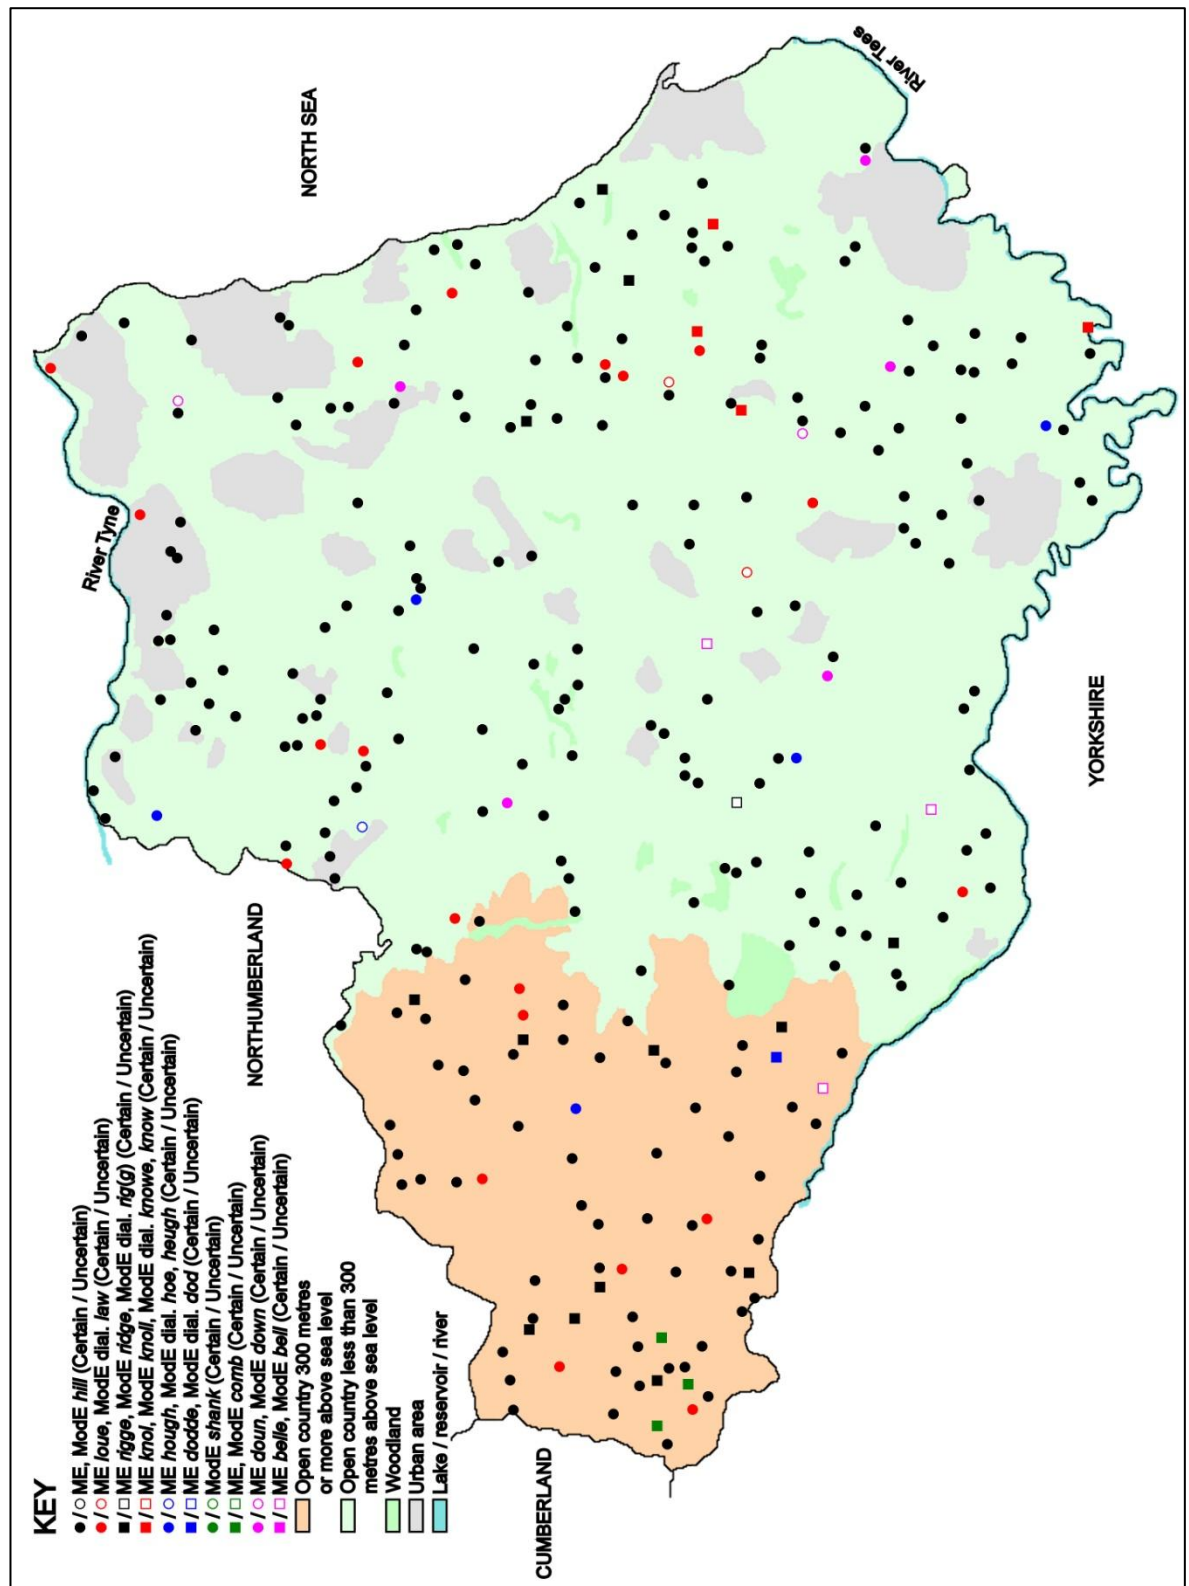 KEY
● / ○ ME, ModE hill (Certain / Uncertain)
● / ○ ME loue, ModE dial. law (Certain / Uncertain)
■ / □ ME rigge, ModE ridge, ModE dial. rig(g) (Certain / Uncertain)
■ / □ ME knol, ModE knoll, ModE dial. knowe, know (Certain / Uncertain)
● / ○ ME hough, ModE dial. hoe, heugh (Certain / Uncertain)
■ / □ ME dodde, ModE dial. dod (Certain / Uncertain)
● / ○ ModE shank (Certain / Uncertain)
■ / □ ME, ModE comb (Certain / Uncertain)
● / ○ ME doun, ModE down (Certain / Uncertain)
■ / □ ME belle, ModE bell (Certain / Uncertain)
Open country 300 metres
or more above sea level
Open country less than 300
metres above sea level
Woodland
Urban area
Lake / reservoir / river
CUMBERLAND
NORTHUMBERLAND
River Tyne
NORTH SEA
River Tees
YORKSHIRE